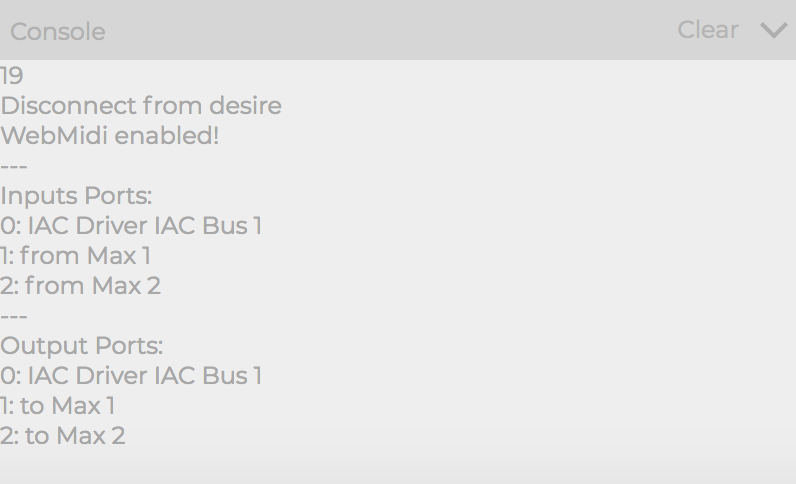 Console
Clear
19
Disconnect from desire
WebMidi enabled!
---
Inputs Ports:
0: IAC Driver IAC Bus 1
1: from Max 1
2: from Max 2
---
Output Ports:
0: IAC Driver IAC Bus 1
1: to Max 1
2: to Max 2